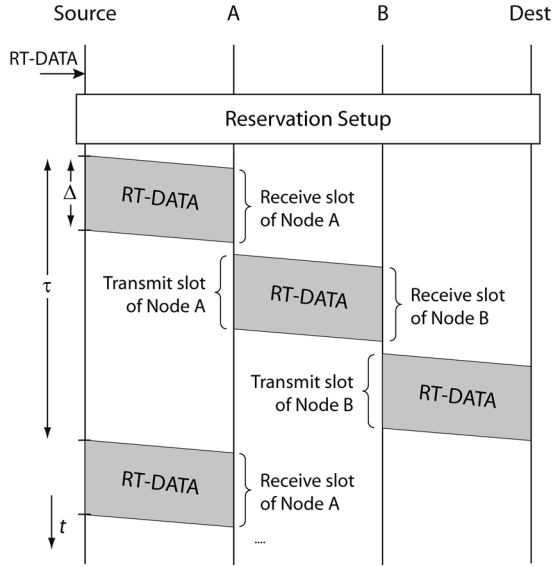 Source A B Dest
RT-DATA
Reservation Setup
Δ
RT-DATA
Receive slot
of Node A
τ
Transmit slot
of Node A
RT-DATA
Receive slot
of Node B
Transmit slot
of Node B
RT-DATA
RT-DATA
Receive slot
of Node A
t
....